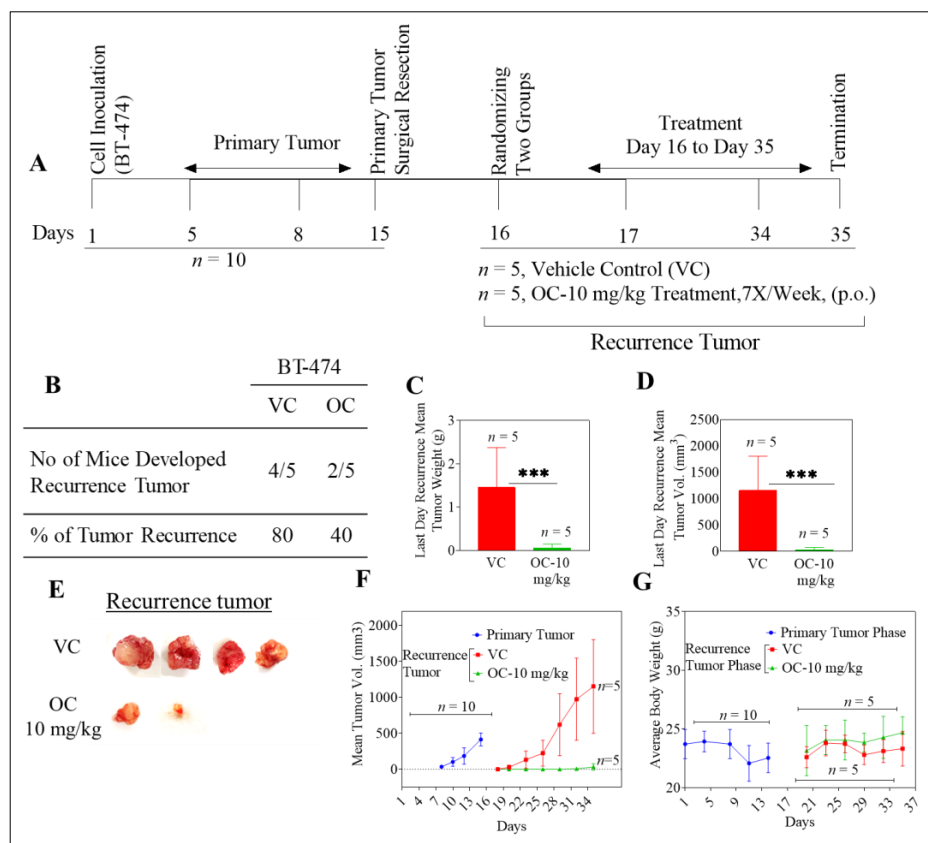 A
Cell Inoculation
(BT-474)
Primary Tumor
Primary Tumor
Surgical Resection
Randomizing
Two Groups
Treatment
Day 16 to Day 35
Termination
Days 1 5 8 15 16 17 34 35
n = 10
n = 5, Vehicle Control (VC)
n = 5, OC-10 mg/kg Treatment,7X/Week, (p.o.)
Recurrence Tumor
B
BT-474
VC OC
No of Mice Developed
Recurrence Tumor
4/5 2/5
% of Tumor Recurrence 80 40
C
Last Day Recurrence Mean
Tumor Weight (g)
3
2
1
0
n = 5
***
n = 5
VC OC-10
mg/kg
D
Last Day Recurrence Mean
Tumor Vol. (mm³)
2500
2000
1500
1000
500
0
n = 5
***
n = 5
VC OC-10
mg/kg
E
Recurrence tumor
VC
OC
10 mg/kg
F
Mean Tumor Vol. (mm3)
2000
1500
1000
500
0
Primary Tumor
Recurrence
Tumor
VC
OC-10 mg/kg
n = 10
n=5
n=5
1 4 7 10 13 16 19 22 25 28 31 34
Days
G
Average Body Weight (g)
35
30
25
20
Primary Tumor Phase
Recurrence
Tumor Phase
VC
OC-10 mg/kg
n = 10
n = 5
n = 5
1 5 9 13 17 21 25 29 33 37
Days